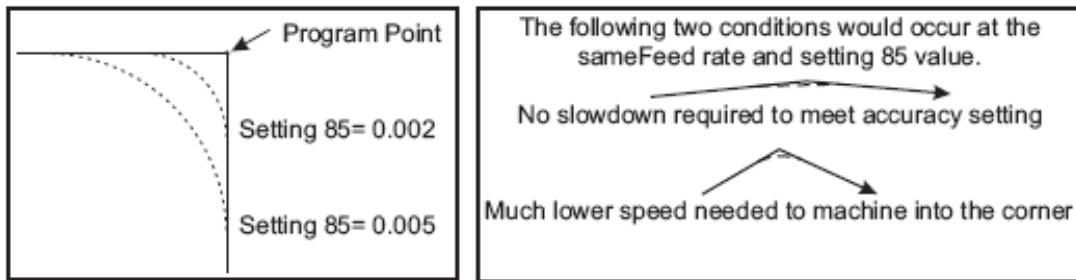 Program Point
Setting 85= 0.002
Setting 85= 0.005
The following two conditions would occur at the
sameFeed rate and setting 85 value.
No slowdown required to meet accuracy setting
Much lower speed needed to machine into the corner